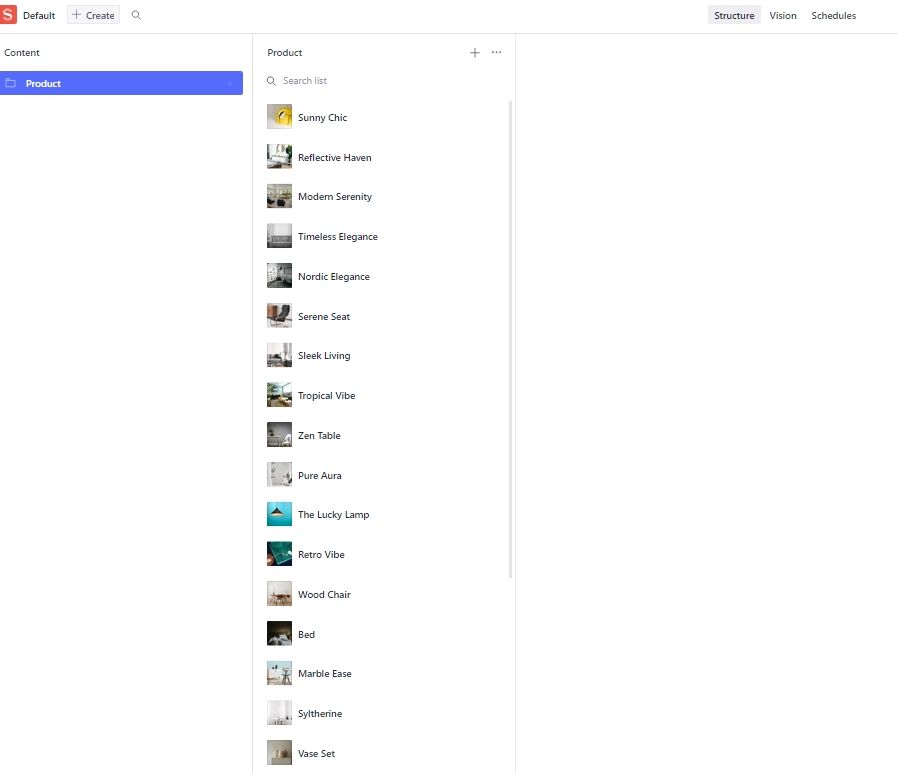 S Default Create Structure Vision Schedules
Content
Product
Product
Search list
Sunny Chic
Reflective Haven
Modern Serenity
Timeless Elegance
Nordic Elegance
Serene Seat
Sleek Living
Tropical Vibe
Zen Table
Pure Aura
The Lucky Lamp
Retro Vibe
Wood Chair
Bed
Marble Ease
Syltherine
Vase Set